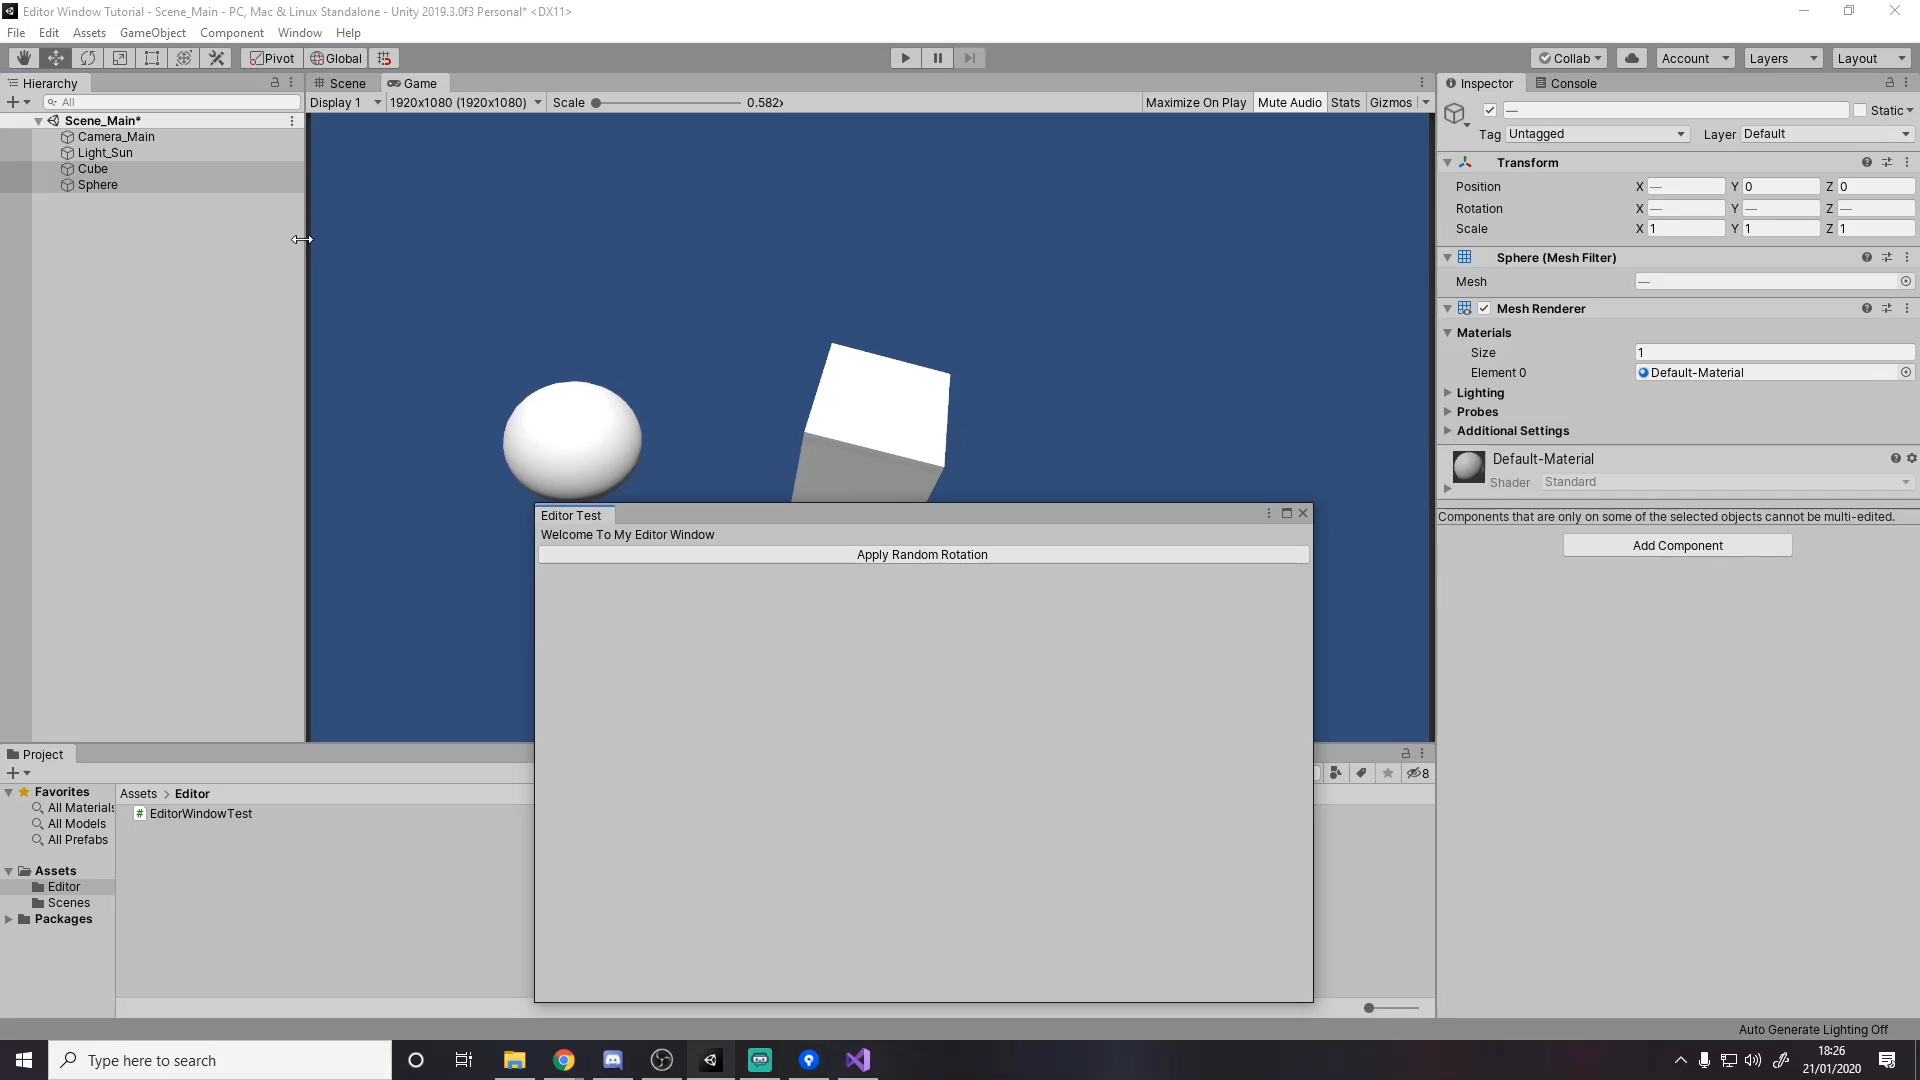 Editor Window Tutorial - Scene_Main - PC, Mac & Linux Standalone - Unity 2019.3.0f3 Personal* <DX11>
File Edit Assets GameObject Component Window Help
Pivot Global Collab Account Layers Layout
Hierarchy Scene Game Inspector Console
All Display 1 1920x1080 (1920x1080) Scale 0.582x Maximize On Play Mute Audio Stats Gizmos
Static
Scene_Main*
Camera_Main
Light_Sun
Cube
Sphere
Tag Untagged Layer Default
Transform
Position X — Y 0 Z 0
Rotation X — Y — Z —
Scale X 1 Y 1 Z 1
Sphere (Mesh Filter)
Mesh —
Mesh Renderer
Materials
Size 1
Element 0 Default-Material
Lighting
Probes
Additional Settings
Default-Material
Shader Standard
Components that are only on some of the selected objects cannot be multi-edited.
Add Component
Editor Test
Welcome To My Editor Window
Apply Random Rotation
Project
8
Favorites
All Materials
All Models
All Prefabs
Assets
Editor
Scenes
Packages
Assets > Editor
# EditorWindowTest
Auto Generate Lighting Off
Type here to search
18:26
21/01/2020